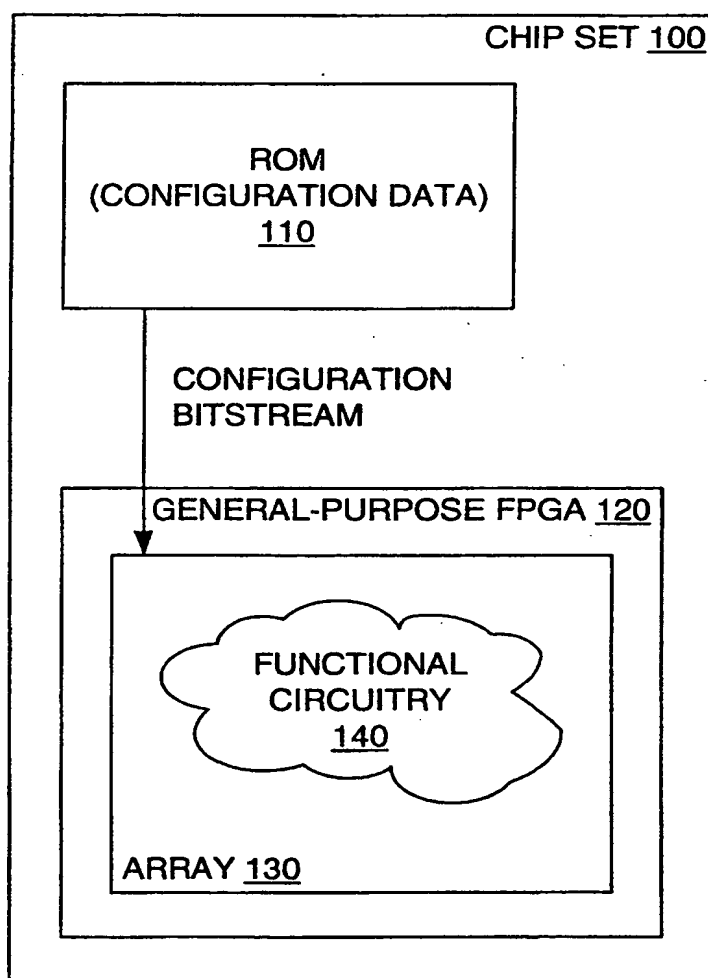 CHIP SET 100
ROM
(CONFIGURATION DATA)
110
CONFIGURATION
BITSTREAM
GENERAL-PURPOSE FPGA 120
FUNCTIONAL
CIRCUITRY
140
ARRAY 130